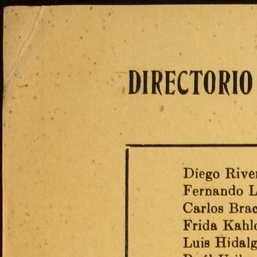 DIRECTORIO
Diego River
Fernando L
Carlos Brac
Frida Kahlo
Luis Hidalg